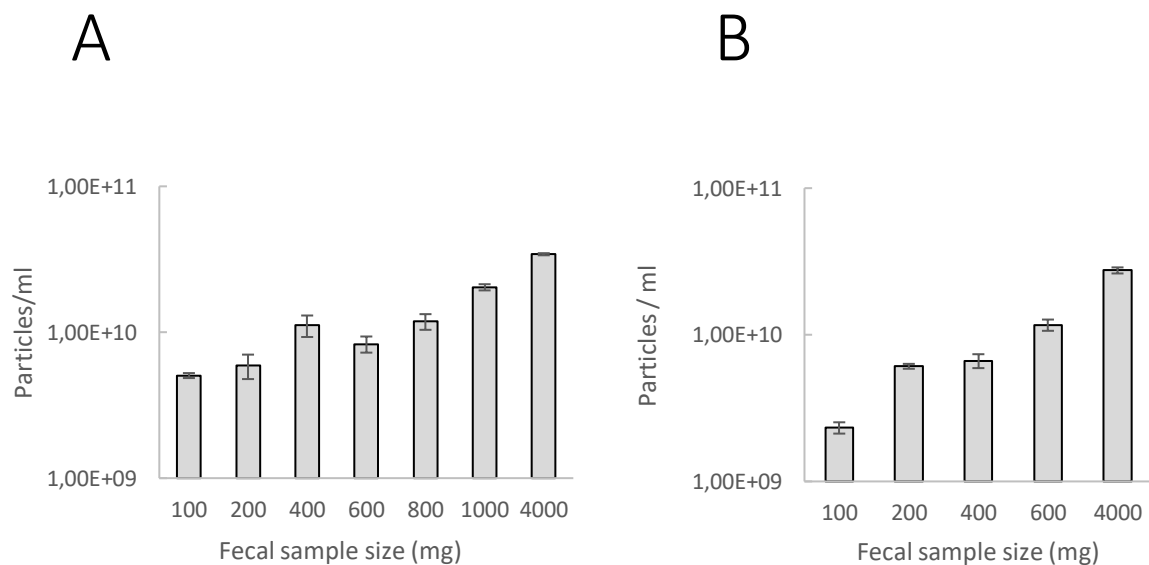 A
1,00E+11
1,00E+10
1,00E+09
Particles/ml
100 200 400 600 800 1000 4000
Fecal sample size (mg)
B
1,00E+11
1,00E+10
1,00E+09
Particles / ml
100 200 400 600 4000
Fecal sample size (mg)